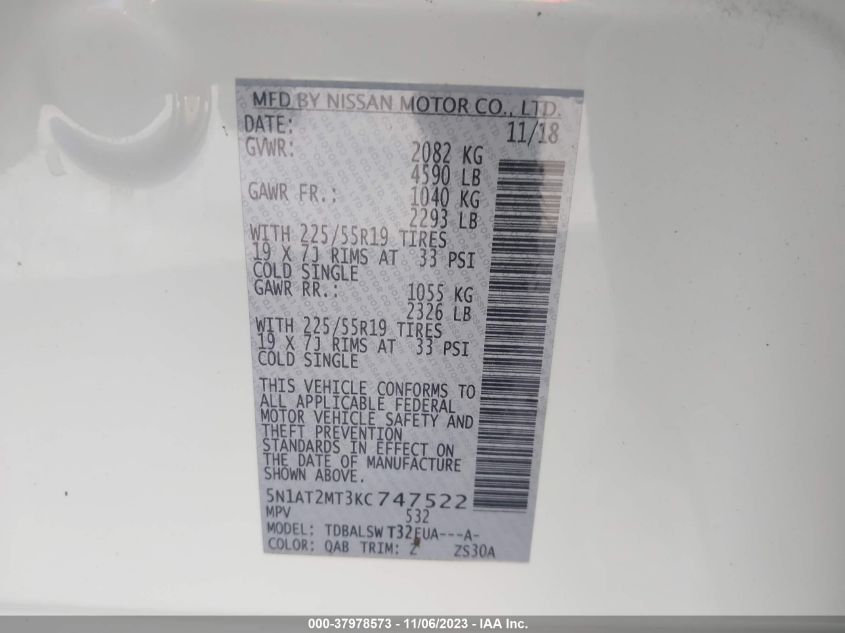 MFD BY NISSAN MOTOR CO., LTD.
DATE: 11/18
GVWR: 2082 KG
4590 LB
GAWR FR.: 1040 KG
2293 LB
WITH 225/55R19 TIRES
19 X 7J RIMS AT 33 PSI
COLD SINGLE
GAWR RR.: 1055 KG
2326 LB
WITH 225/55R19 TIRES
19 X 7J RIMS AT 33 PSI
COLD SINGLE
THIS VEHICLE CONFORMS TO
ALL APPLICABLE FEDERAL
MOTOR VEHICLE SAFETY AND
THEFT PREVENTION
STANDARDS IN EFFECT ON
THE DATE OF MANUFACTURE
SHOWN ABOVE.
5N1AT2MT3KC747522
MPV 532
MODEL: TDBALSW T32EUA---A-
COLOR: QAB TRIM: Z ZS30A
000-37978573 - 11/06/2023 - IAA Inc.